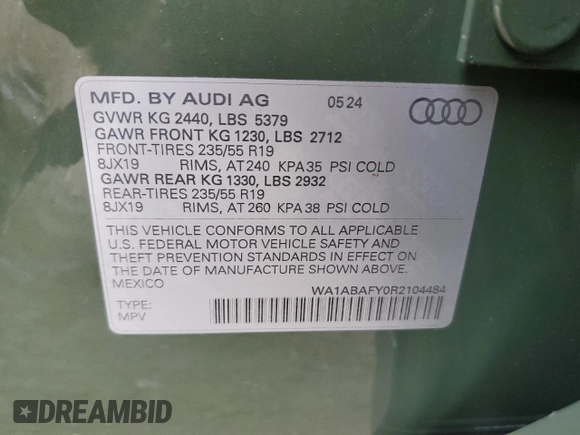 MFD. BY AUDI AG 0524
GVWR KG 2440, LBS 5379
GAWR FRONT KG 1230, LBS 2712
FRONT-TIRES 235/55 R19
8JX19 RIMS, AT 240 KPA 35 PSI COLD
GAWR REAR KG 1330, LBS 2932
REAR-TIRES 235/55 R19
8JX19 RIMS, AT 260 KPA 38 PSI COLD
THIS VEHICLE CONFORMS TO ALL APPLICABLE
U.S. FEDERAL MOTOR VEHICLE SAFETY AND
THEFT PREVENTION STANDARDS IN EFFECT ON
THE DATE OF MANUFACTURE SHOWN ABOVE.
MEXICO WA1ABAFY0R2104484
TYPE:
MPV
DREAMBID